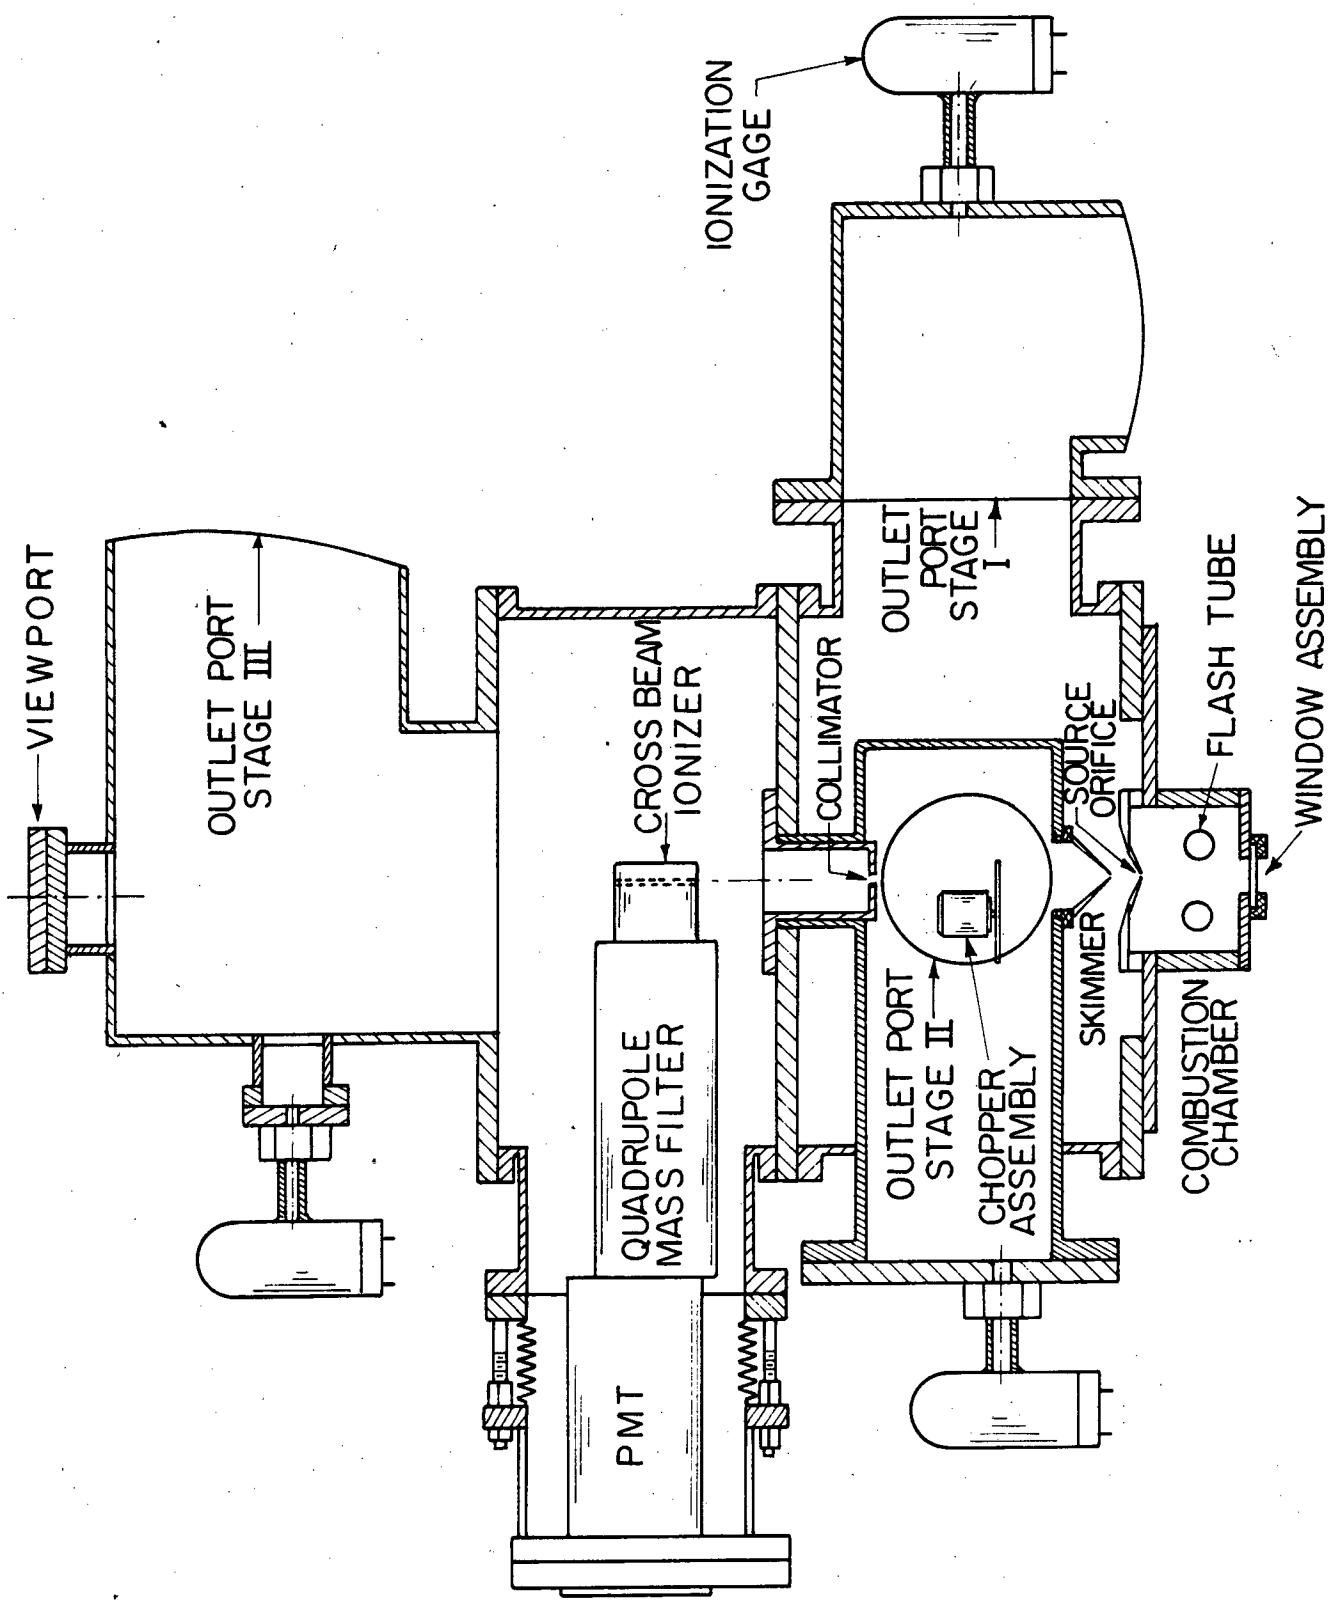 VIEWPORT
OUTLET PORT
STAGE III
CROSS BEAM
IONIZER
QUADRUPOLE
MASS FILTER
PMT
IONIZATION
GAGE
COLLIMATOR
OUTLET
PORT
STAGE
I
OUTLET PORT
STAGE II
CHOPPER
ASSEMBLY
SKIMMER
SOURCE
ORIFICE
COMBUSTION
CHAMBER
FLASH TUBE
WINDOW ASSEMBLY